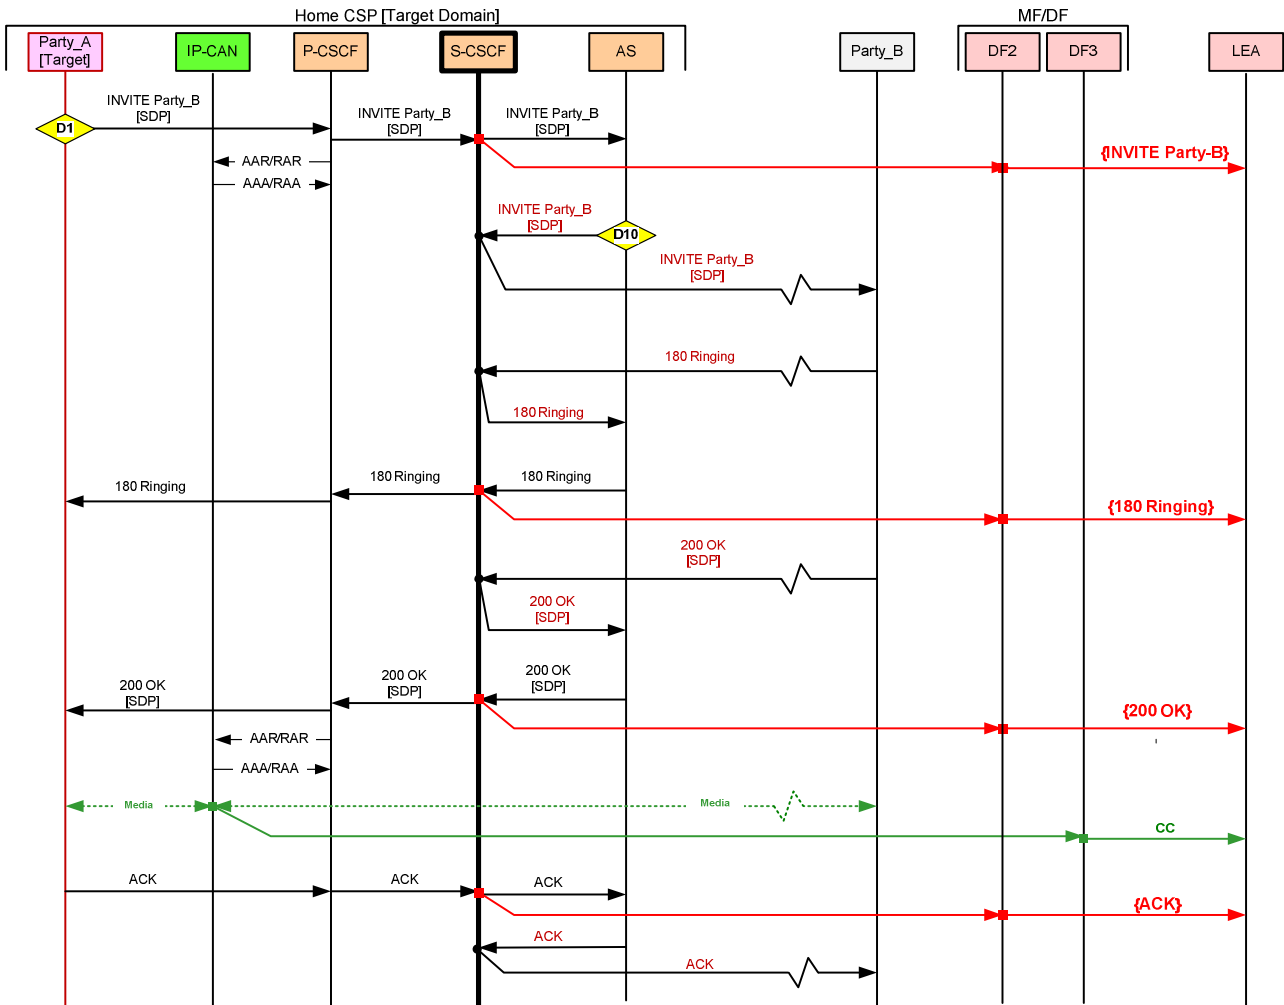 Home CSP [Target Domain]
MF/DF
Party_A
[Target]
IP-CAN
P-CSCF
S-CSCF
AS
Party_B
DF2
DF3
LEA
D1
INVITE Party_B
[SDP]
INVITE Party_B
[SDP]
INVITE Party_B
[SDP]
{INVITE Party-B}
AAR/RAR
AAA/RAA
INVITE Party_B
[SDP]
D10
INVITE Party_B
[SDP]
180 Ringing
180 Ringing
180 Ringing
180 Ringing
180 Ringing
{180 Ringing}
200 OK
[SDP]
200 OK
[SDP]
200 OK
[SDP]
200 OK
[SDP]
200 OK
[SDP]
{200 OK}
AAR/RAR
AAA/RAA
Media
Media
CC
ACK
ACK
ACK
{ACK}
ACK
ACK